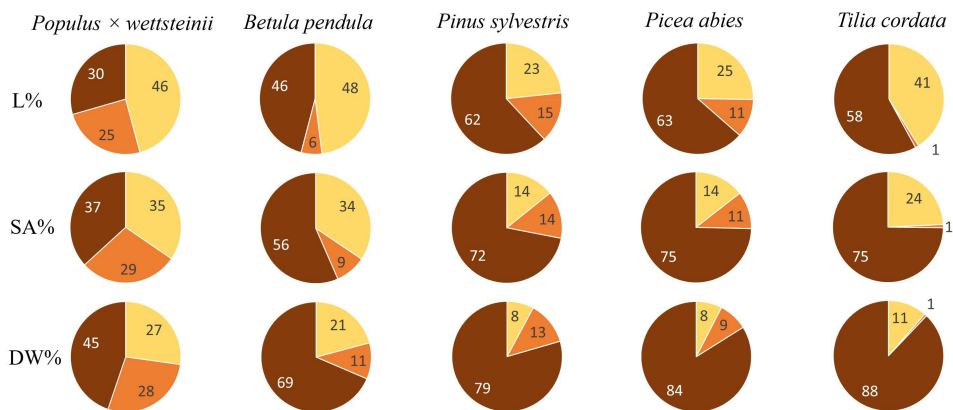 Populus × wettsteinii Betula pendula Pinus sylvestris Picea abies Tilia cordata
L% 30 46 25 46 48 6 23 15 62 25 11 63 41 58 1
SA% 37 35 29 34 56 9 14 14 72 14 11 75 24 1 75
DW% 45 27 28 21 11 69 8 13 79 8 9 84 11 1 88